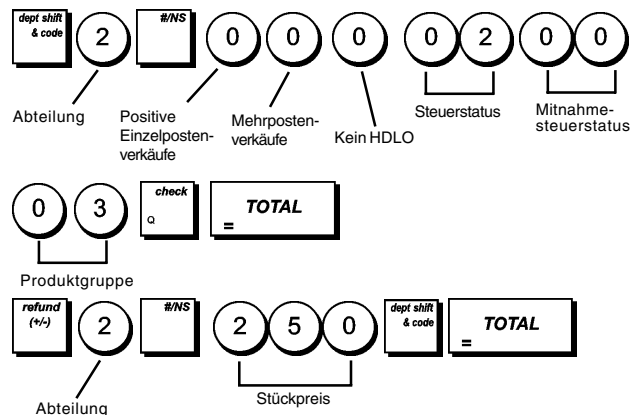 dept shift
& code
2
#/NS
0 0 0 0 2 0 0
Abteilung
Positive
Einzelposten-
verkäufe
Mehrposten-
verkäufe
Kein HDLO
Steuerstatus
Mitnahme-
steuerstatus
0 3
check
Q
TOTAL
=
Produktgruppe
refund
(+/-)
2
#/NS
2 5 0
dept shift
& code
TOTAL
=
Abteilung
Stückpreis